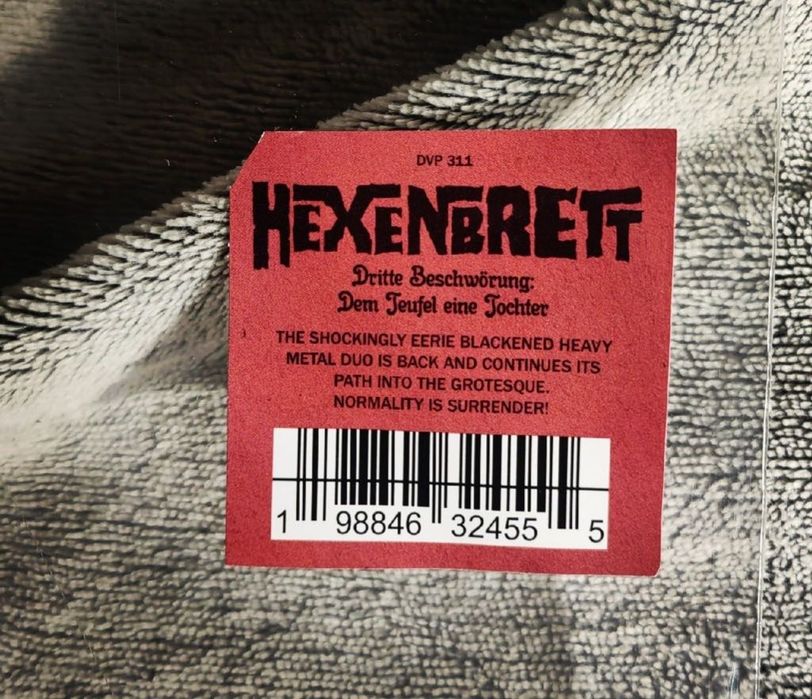 DVP 311
HEXENBRETT
Dritte Beschwörung:
Dem Teufel eine Tochter
THE SHOCKINGLY EERIE BLACKENED HEAVY
METAL DUO IS BACK AND CONTINUES ITS
PATH INTO THE GROTESQUE.
NORMALITY IS SURRENDER!
1 98846 32455 5